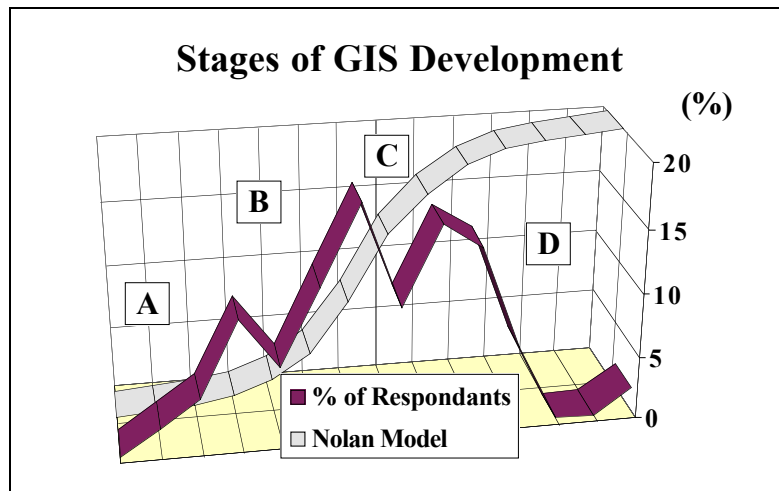 Stages of GIS Development
(%)
C
20
B
15
D
A
10
5
% of Respondants
0
Nolan Model